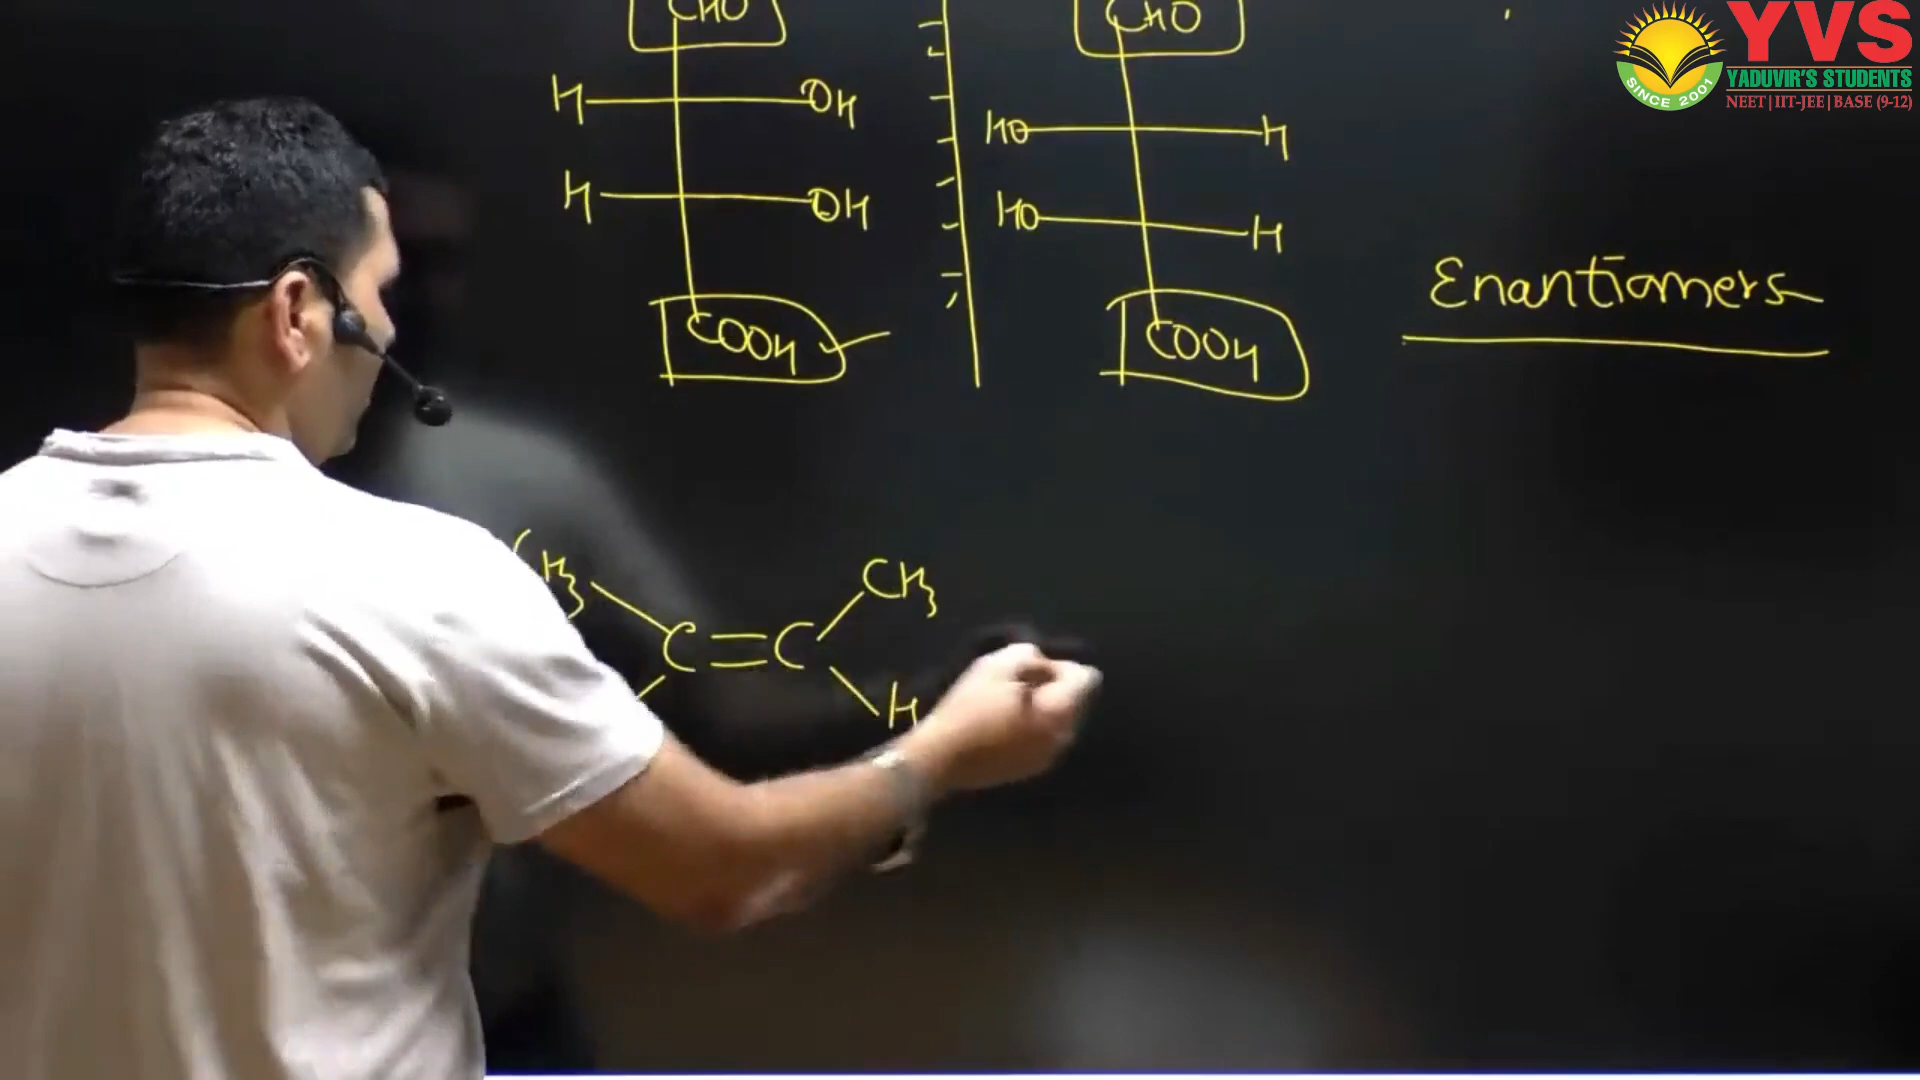 CHO CHO
YVS
YADUVIR'S STUDENTS
NEET | IIT-JEE | BASE (9-12)
SINCE 2001
H OH HO H
H OH HO H
Enantiomers
COOH COOH
CH3 CH3
C=C
H